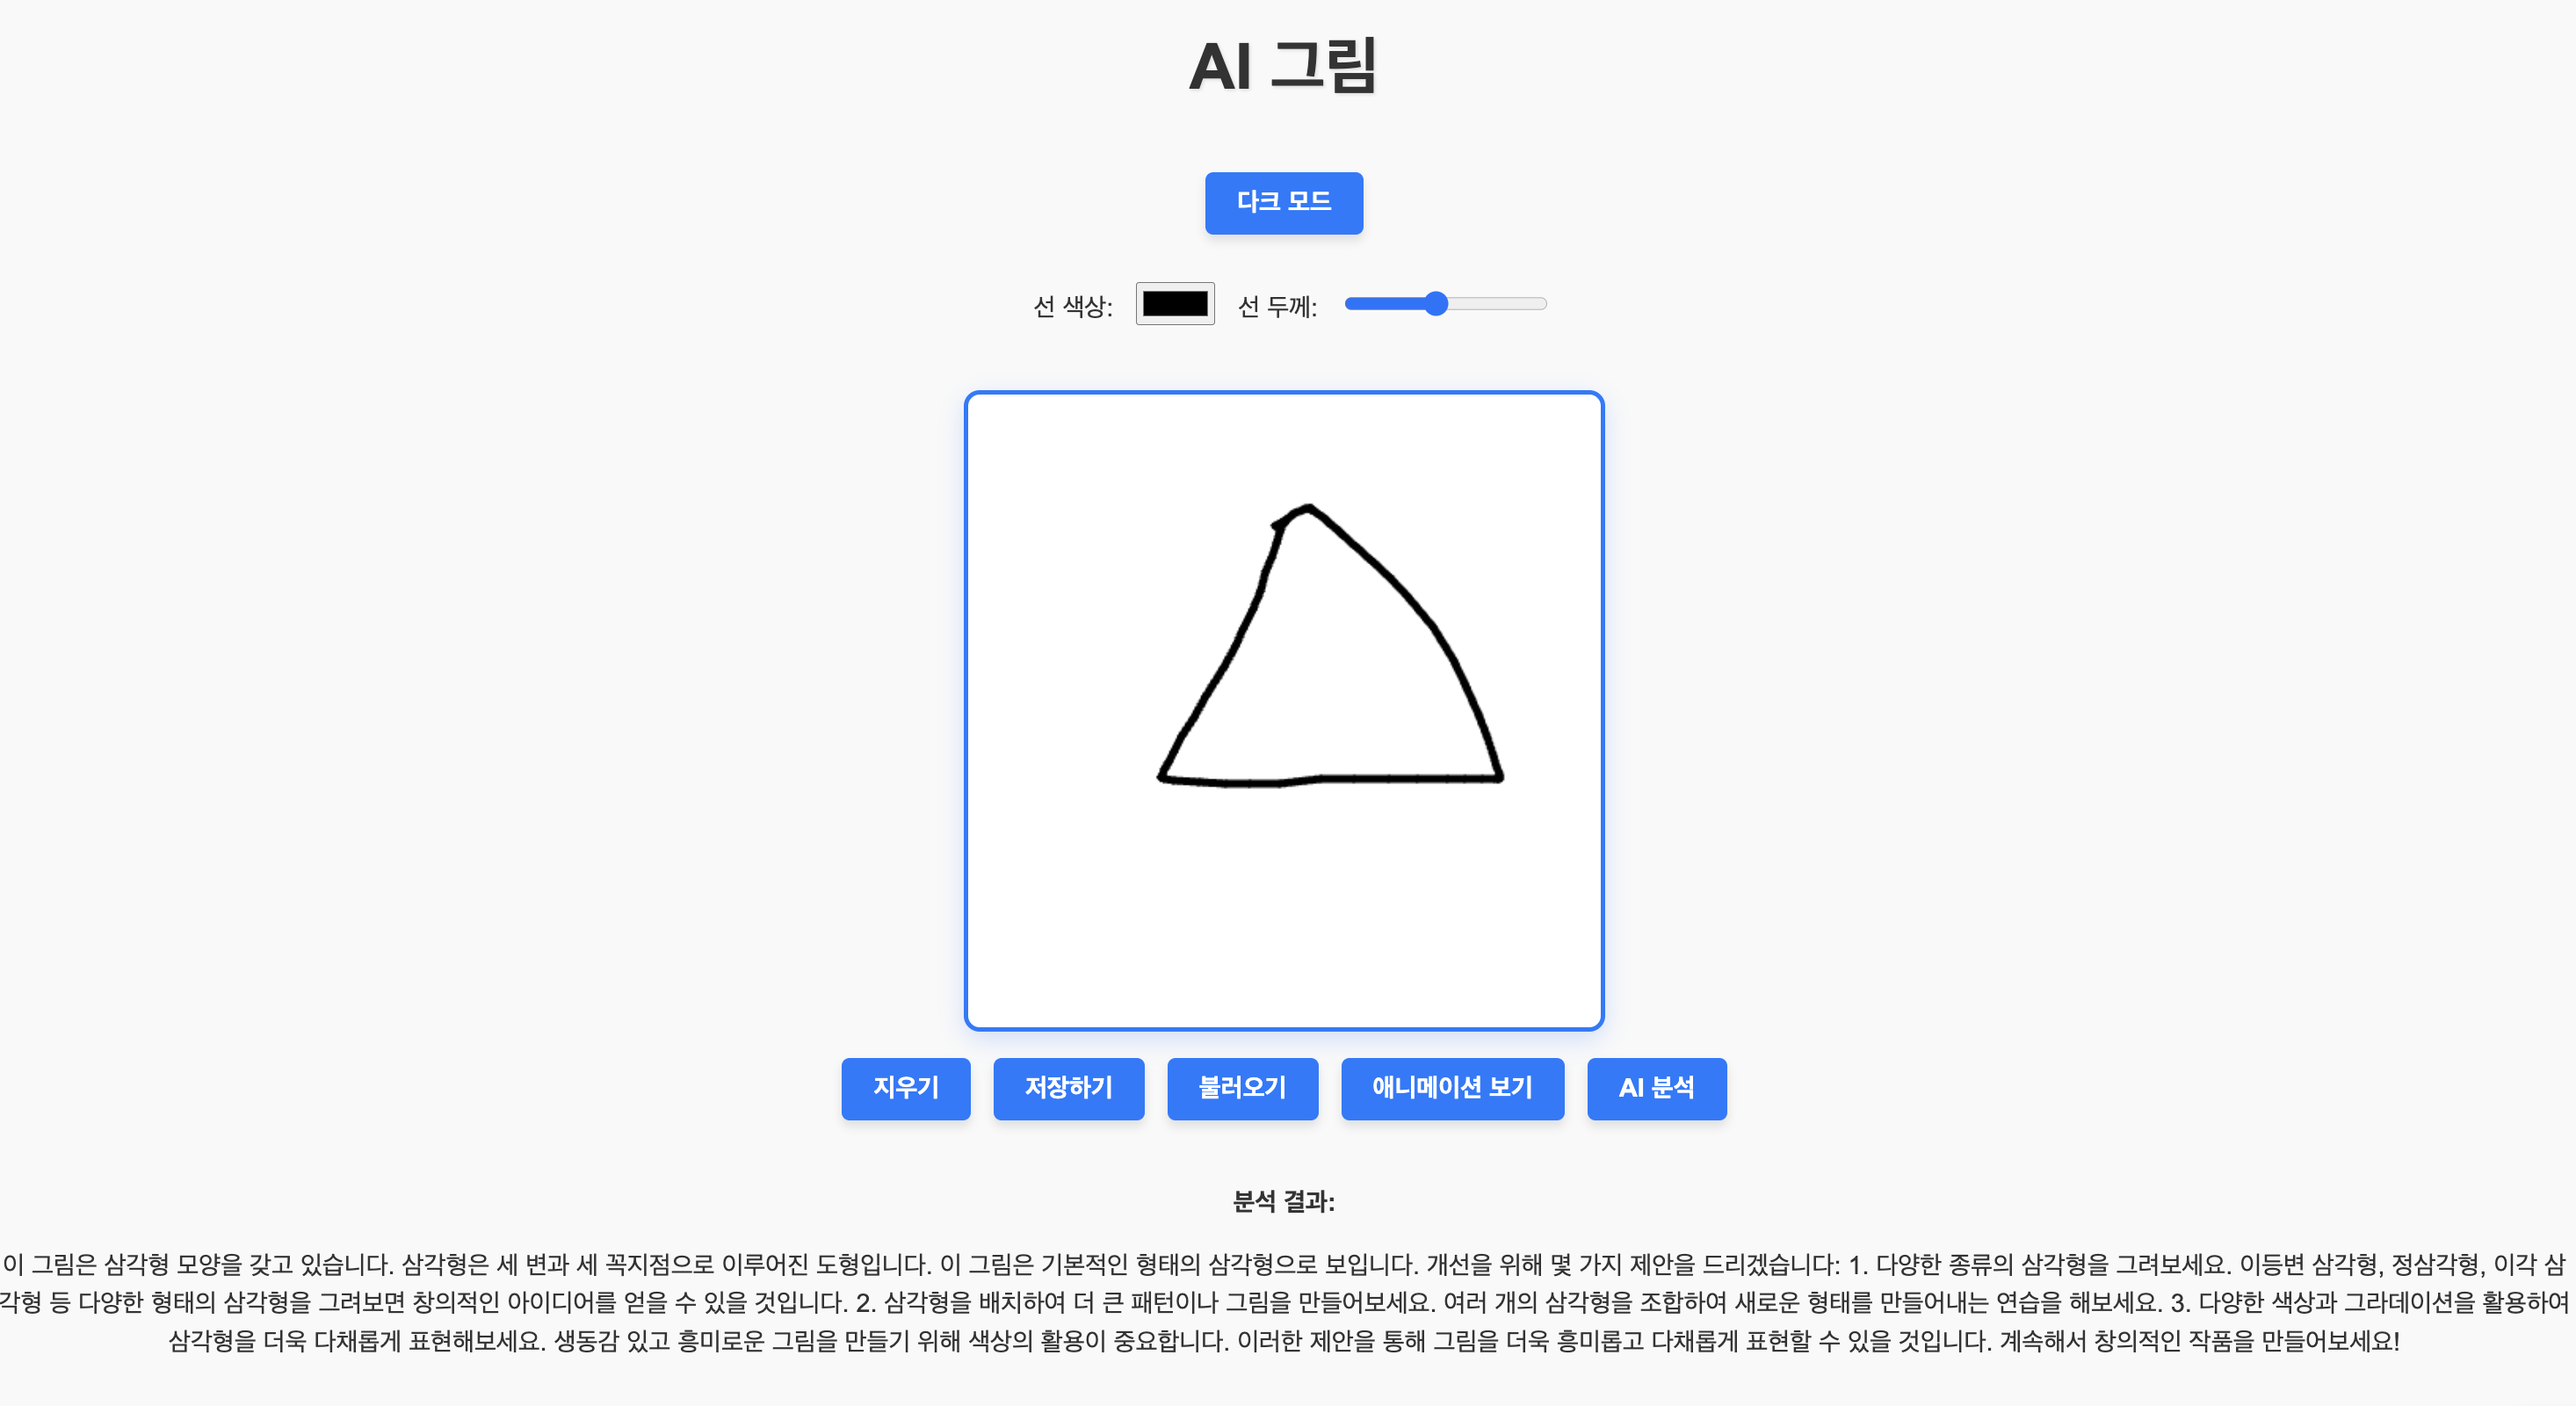 AI 그림
다크 모드
선 색상: 선 두께:
지우기 저장하기 불러오기 애니메이션 보기 AI 분석
분석 결과:
이 그림은 삼각형 모양을 갖고 있습니다. 삼각형은 세 변과 세 꼭지점으로 이루어진 도형입니다. 이 그림은 기본적인 형태의 삼각형으로 보입니다. 개선을 위해 몇 가지 제안을 드리겠습니다: 1. 다양한 종류의 삼각형을 그려보세요. 이등변 삼각형, 정삼각형, 이각 삼
각형 등 다양한 형태의 삼각형을 그려보면 창의적인 아이디어를 얻을 수 있을 것입니다. 2. 삼각형을 배치하여 더 큰 패턴이나 그림을 만들어보세요. 여러 개의 삼각형을 조합하여 새로운 형태를 만들어내는 연습을 해보세요. 3. 다양한 색상과 그라데이션을 활용하여
삼각형을 더욱 다채롭게 표현해보세요. 생동감 있고 흥미로운 그림을 만들기 위해 색상의 활용이 중요합니다. 이러한 제안을 통해 그림을 더욱 흥미롭고 다채롭게 표현할 수 있을 것입니다. 계속해서 창의적인 작품을 만들어보세요!